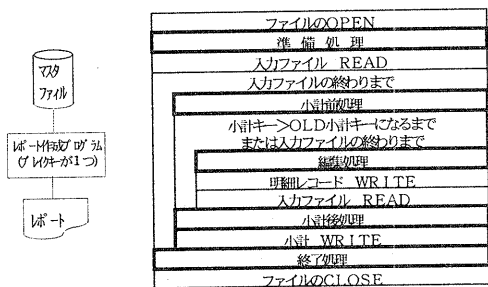 マスタ
ファイル
レポート作成プログラム
(ブレイクキーが1つ)
レポート
ファイルのOPEN
準備処理
入力ファイル READ
入力ファイルの終わりまで
小計前処理
小計キー>OLD小計キーになるまで
または入力ファイルの終わりまで
編集処理
明細レコード WRITE
入力ファイル READ
小計後処理
小計 WRITE
終了処理
ファイルのCLOSE